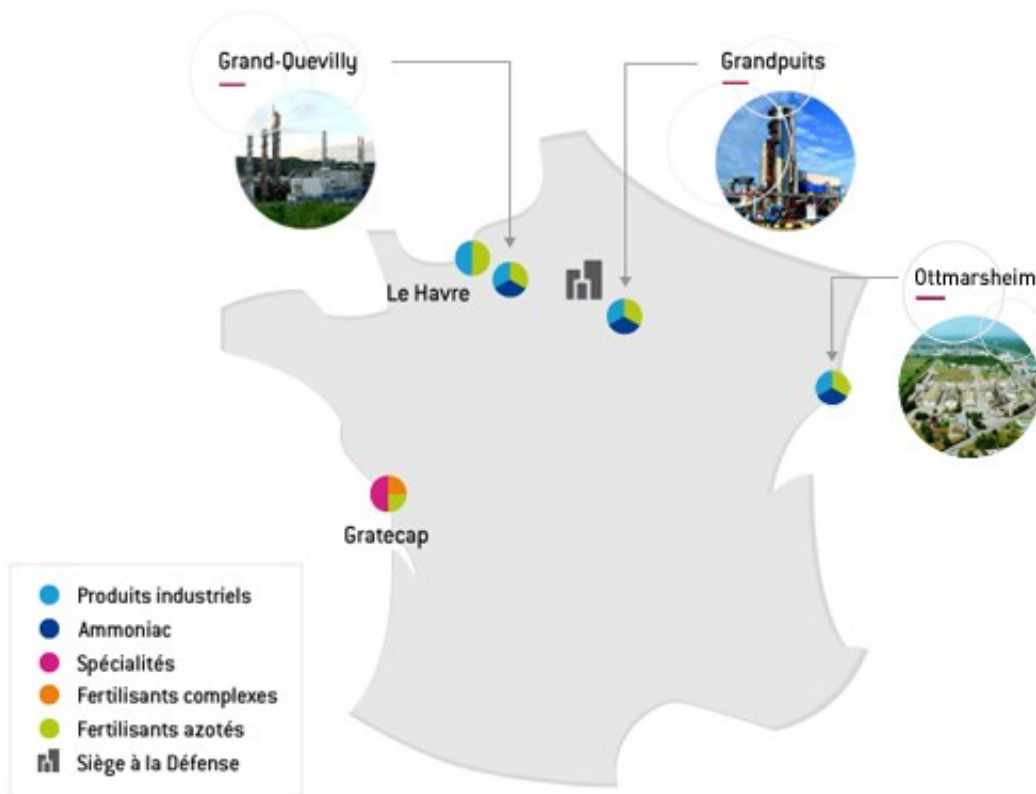 Grand-Quevilly
Grandpuits
Ottmarsheim
Le Havre
Gratecap
Produits industriels
Ammoniac
Spécialités
Fertilisants complexes
Fertilisants azotés
Siège à la Défense